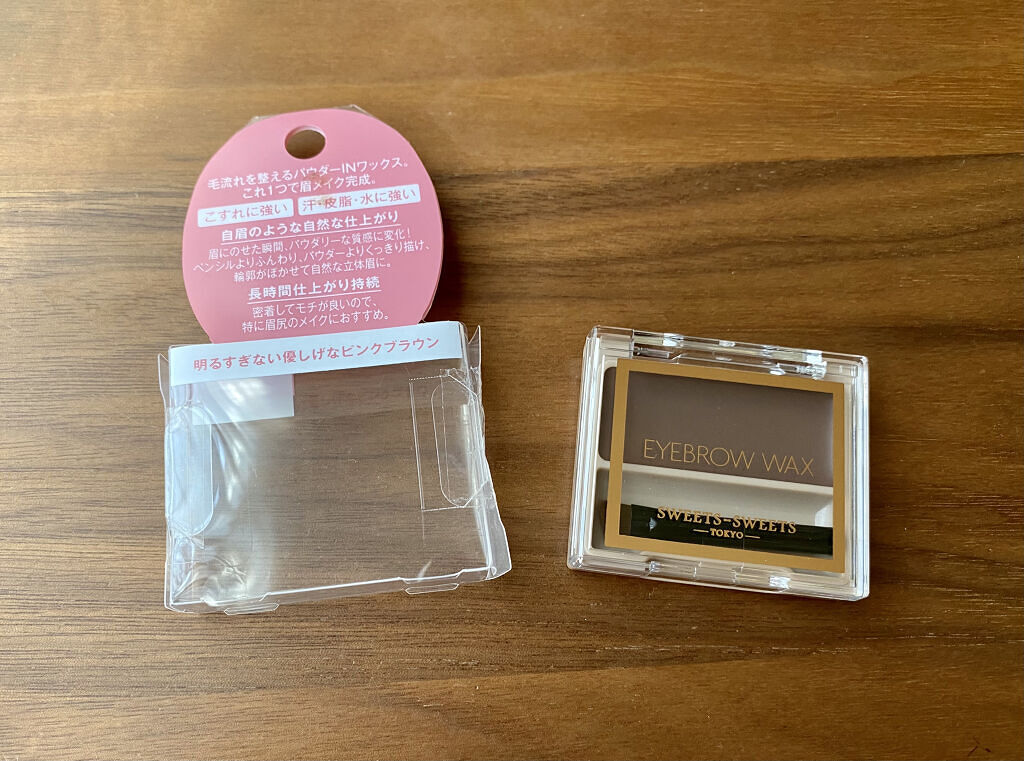 毛流れを整えるパウダーINワックス。
これ1つで眉メイク完成。
こすれに強い 汗・皮脂・水に強い
自眉のような自然な仕上がり
眉にのせた瞬間、パウダリーな質感に変化!
ペンシルよりふんわり、パウダーよりくっきり描け、
輪郭がぼかせて自然な立体眉に。
長時間仕上がり持続
密着してモチが良いので、
特に眉尻のメイクにおすすめ。
明るすぎない優しげなピンクブラウン
EYEBROW WAX
SWEETS-SWEETS
TOKYO